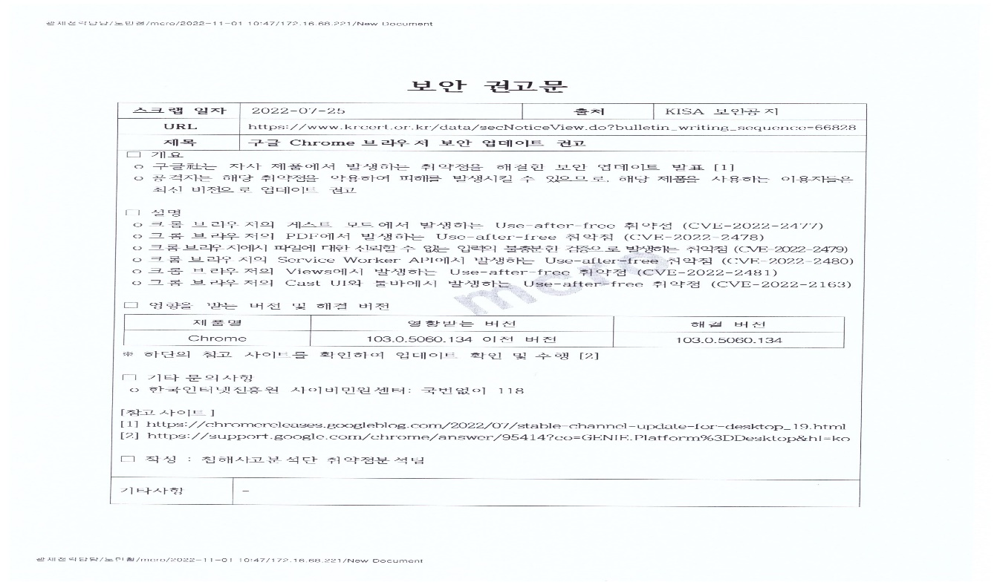 관제전략담당/노민철/mcro/2022-11-01 10:47/172.16.68.221/New Document
보안 권고문
스크랩 일자 2022-07-25 출처 KISA 보안공지
URL https://www.krcert.or.kr/data/secNoticeView.do?bulletin_writing_sequence=66828
제목 구글 Chrome 브라우저 보안 업데이트 권고
□ 개요
o 구글社는 자사 제품에서 발생하는 취약점을 해결한 보안 업데이트 발표 [1]
o 공격자는 해당 취약점을 악용하여 피해를 발생시킬 수 있으므로, 해당 제품을 사용하는 이용자들은
최신 버전으로 업데이트 권고
□ 설명
o 크롬 브라우저의 게스트 모드에서 발생하는 Use-after-free 취약점 (CVE-2022-2477)
o 크롬 브라우저의 PDF에서 발생하는 Use-after-free 취약점 (CVE-2022-2478)
o 크롬브라우저에서 파일에 대한 신뢰할 수 없는 입력의 불충분한 검증으로 발생하는 취약점 (CVE-2022-2479)
o 크롬 브라우저의 Service Worker API에서 발생하는 Use-after-free 취약점 (CVE-2022-2480)
o 크롬 브라우저의 Views에서 발생하는 Use-after-free 취약점 (CVE-2022-2481)
o 크롬 브라우저의 Cast UI와 툴바에서 발생하는 Use-after-free 취약점 (CVE-2022-2163)
mcro
□ 영향을 받는 버전 및 해결 버전
제품명 영향받는 버전 해결 버전
Chrome 103.0.5060.134 이전 버전 103.0.5060.134
※ 하단의 참고 사이트를 확인하여 업데이트 확인 및 수행 [2]
□ 기타 문의사항
o 한국인터넷진흥원 사이버민원센터: 국번없이 118
[참고사이트]
[1] https://chromereleases.googleblog.com/2022/07/stable-channel-update-for-desktop_19.html
[2] https://support.google.com/chrome/answer/95414?co=GENIE.Platform%3DDesktop&hl=ko
□ 작성 : 침해사고분석단 취약점분석팀
기타사항 -
관제전략담당/노민철/mcro/2022-11-01 10:47/172.16.68.221/New Document